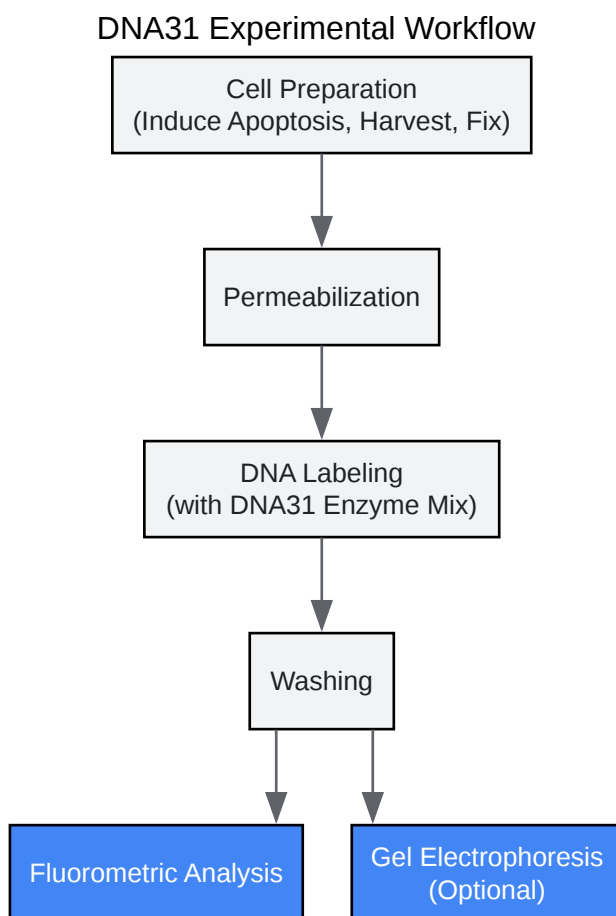 DNA31 Experimental Workflow
Cell Preparation
(Induce Apoptosis, Harvest, Fix)
Permeabilization
DNA Labeling
(with DNA31 Enzyme Mix)
Washing
Fluorometric Analysis
Gel Electrophoresis
(Optional)